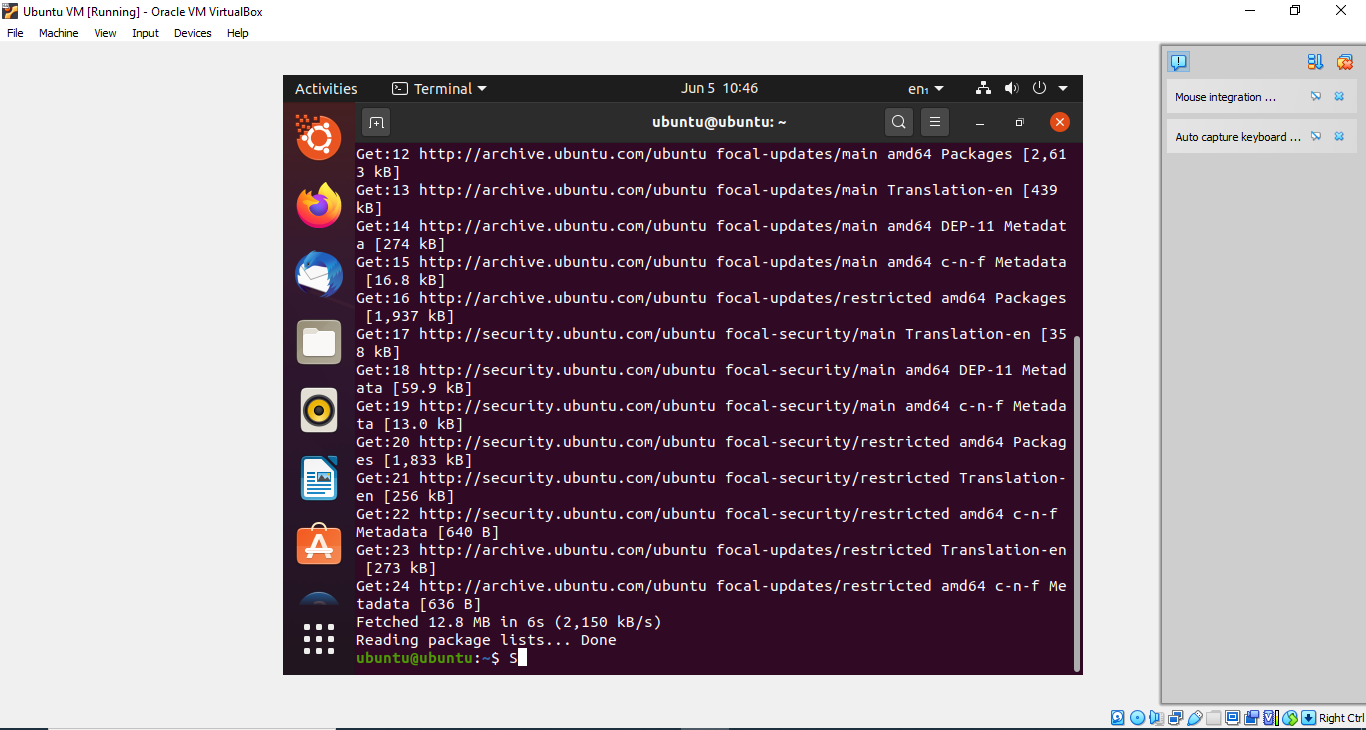 Ubuntu VM [Running] - Oracle VM VirtualBox
File Machine View Input Devices Help
Activities Terminal Jun 5 10:46 en₁
ubuntu@ubuntu: ~
Get:12 http://archive.ubuntu.com/ubuntu focal-updates/main amd64 Packages [2,61
3 kB]
Get:13 http://archive.ubuntu.com/ubuntu focal-updates/main Translation-en [439
kB]
Get:14 http://archive.ubuntu.com/ubuntu focal-updates/main amd64 DEP-11 Metadat
a [274 kB]
Get:15 http://archive.ubuntu.com/ubuntu focal-updates/main amd64 c-n-f Metadata
[16.8 kB]
Get:16 http://archive.ubuntu.com/ubuntu focal-updates/restricted amd64 Packages
[1,937 kB]
Get:17 http://security.ubuntu.com/ubuntu focal-security/main Translation-en [35
8 kB]
Get:18 http://security.ubuntu.com/ubuntu focal-security/main amd64 DEP-11 Metad
ata [59.9 kB]
Get:19 http://security.ubuntu.com/ubuntu focal-security/main amd64 c-n-f Metada
ta [13.0 kB]
Get:20 http://security.ubuntu.com/ubuntu focal-security/restricted amd64 Packag
es [1,833 kB]
Get:21 http://security.ubuntu.com/ubuntu focal-security/restricted Translation-
en [256 kB]
Get:22 http://security.ubuntu.com/ubuntu focal-security/restricted amd64 c-n-f
Metadata [640 B]
Get:23 http://archive.ubuntu.com/ubuntu focal-updates/restricted Translation-en
[273 kB]
Get:24 http://archive.ubuntu.com/ubuntu focal-updates/restricted amd64 c-n-f Me
tadata [636 B]
Fetched 12.8 MB in 6s (2,150 kB/s)
Reading package lists... Done
ubuntu@ubuntu:~$ S
Mouse integration ...
Auto capture keyboard ...
Right Ctrl